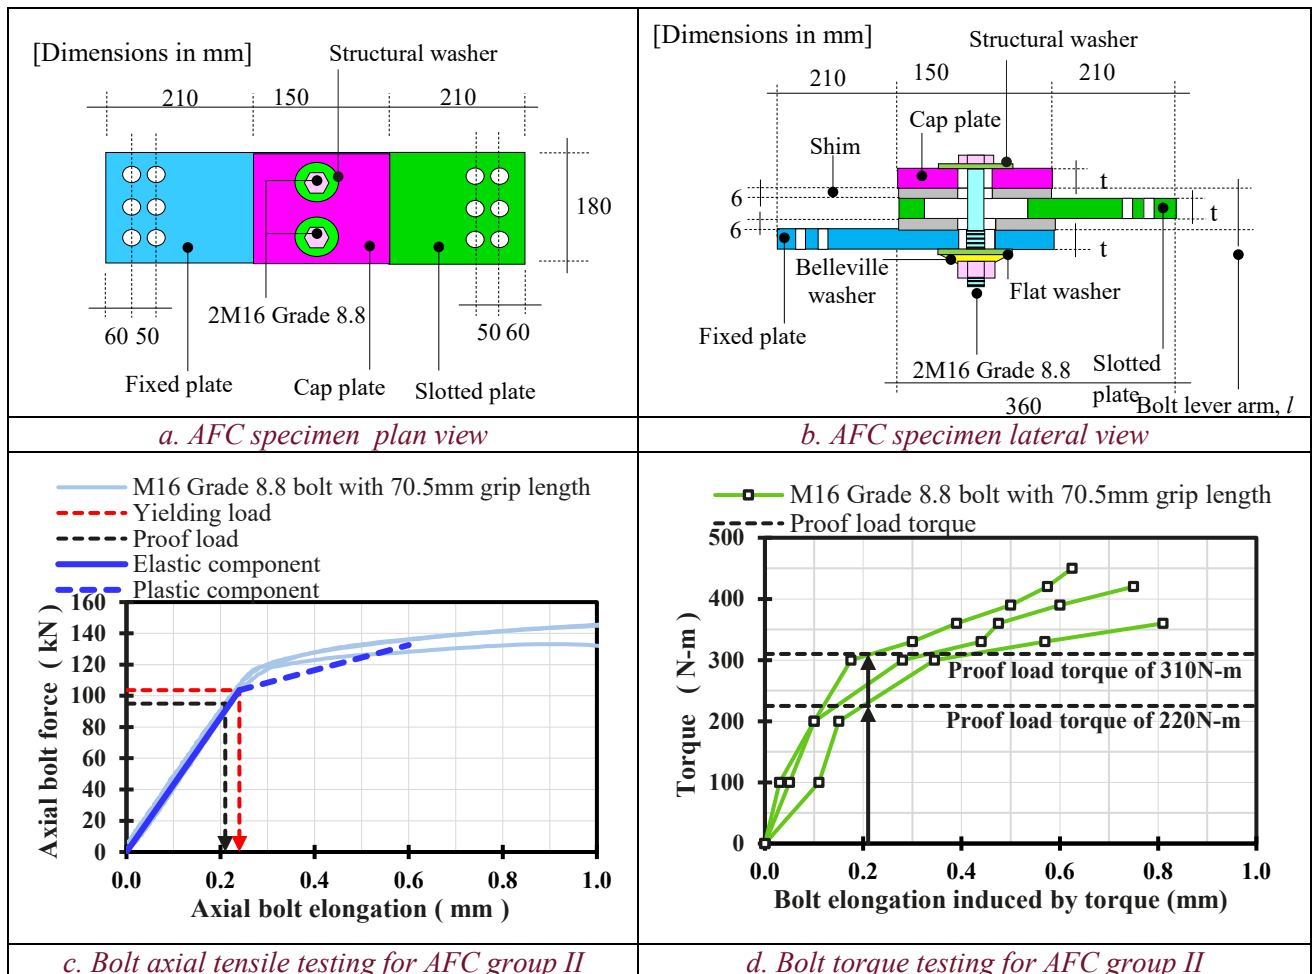 [Dimensions in mm]
Structural washer
210
150
210
180
2M16 Grade 8.8
60
50
50
60
Fixed plate
Cap plate
Slotted plate
a. AFC specimen plan view
[Dimensions in mm]
Structural washer
210
150
210
Cap plate
Shim
t
6
6
t
t
Belleville
washer
Flat washer
Fixed plate
2M16 Grade 8.8
Slotted
plate
360
Bolt lever arm, l
b. AFC specimen lateral view
M16 Grade 8.8 bolt with 70.5mm grip length
Yielding load
Proof load
Elastic component
Plastic component
160
140
120
100
80
60
40
20
0
Axial bolt force ( kN )
0.0 0.2 0.4 0.6 0.8 1.0
Axial bolt elongation ( mm )
c. Bolt axial tensile testing for AFC group II
M16 Grade 8.8 bolt with 70.5mm grip length
Proof load torque
500
400
300
200
100
0
Torque ( N-m)
Proof load torque of 310N-m
Proof load torque of 220N-m
0.0 0.2 0.4 0.6 0.8 1.0
Bolt elongation induced by torque (mm)
d. Bolt torque testing for AFC group II